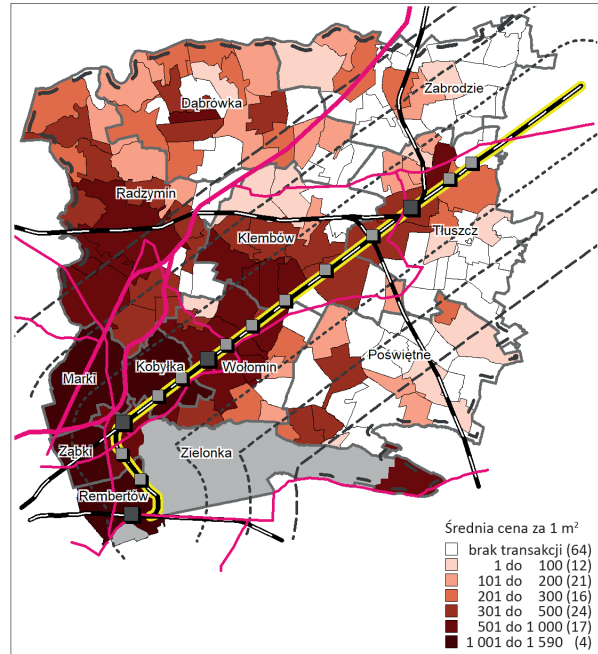 Zabrodzie
Dąbrówka
Radzymin
Klembów
Tłuszcz
Poświętne
Kobyłka
Wołomin
Marki
Ząbki
Zielonka
Rembertów
Średnia cena za 1 m²
brak transakcji (64)
1 do 100 (12)
101 do 200 (21)
201 do 300 (16)
301 do 500 (24)
501 do 1 000 (17)
1 001 do 1 590 (4)